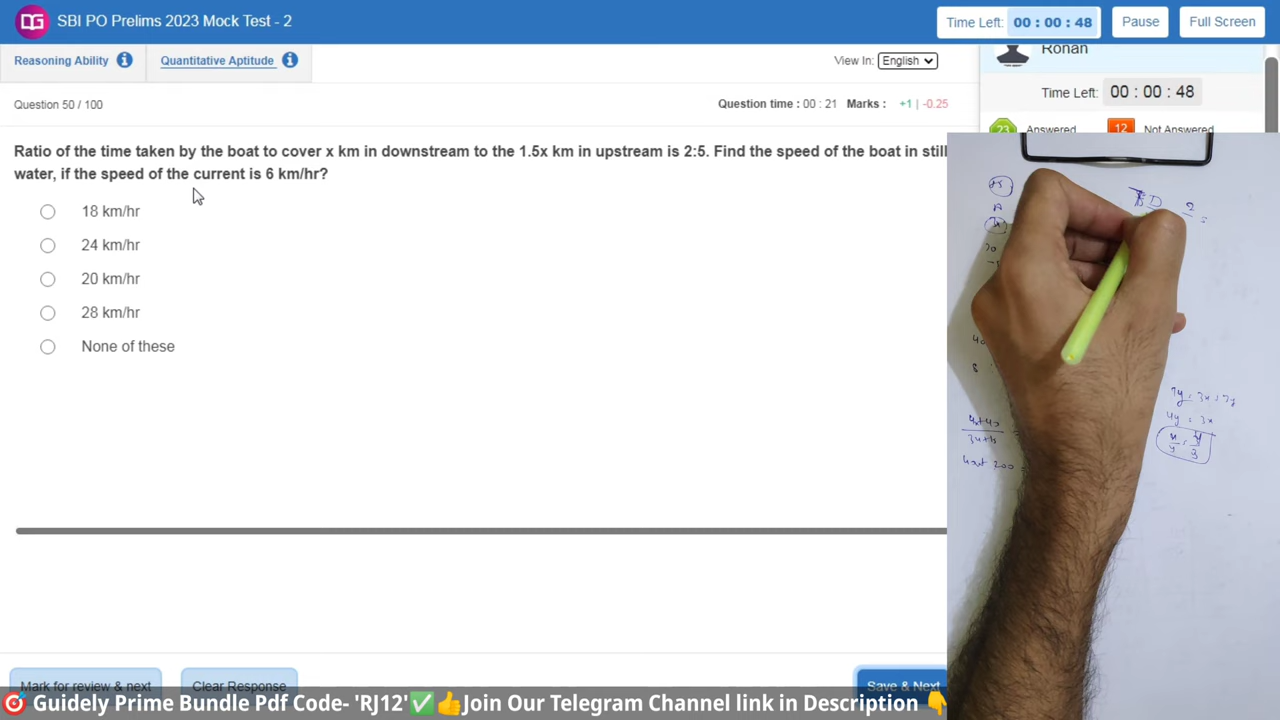 SBI PO Prelims 2023 Mock Test - 2
Time Left: 00 : 00 : 48
Pause
Full Screen
Reasoning Ability
Quantitative Aptitude
View In: English
Ronan
Question 50 / 100
Question time : 00 : 21 Marks : +1 | -0.25
Time Left: 00 : 00 : 48
23 Answered
12 Not Answered
Ratio of the time taken by the boat to cover x km in downstream to the 1.5x km in upstream is 2:5. Find the speed of the boat in still
water, if the speed of the current is 6 km/hr?
18 km/hr
24 km/hr
20 km/hr
28 km/hr
None of these
D 2 =
4y = 3x
Mark for review & next
Clear Response
Save & Next
🎯 Guidely Prime Bundle Pdf Code- 'RJ12'✅👍Join Our Telegram Channel link in Description 👇